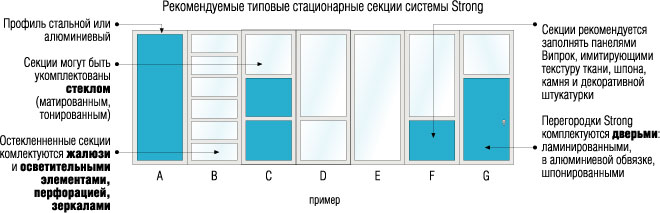 Рекомендуемые типовые стационарные секции системы Strong
Профиль стальной или
алюминиевый
Секции могут быть
укомплектованы
стеклом
(матированным,
тонированным)
Остекленненные секции
комлектуются жалюзи
и осветительными
элементами,
перфорацией,
зеркалами
Секции рекомендуется
заполнять панелями
Випрок, имитирующими
текстуру ткани, шпона,
камня и декоративной
штукатурки
Перегородки Strong
комплектуются дверьми:
ламинированными,
в алюминиевой обвязке,
шпонированными
A B C D E F G
пример